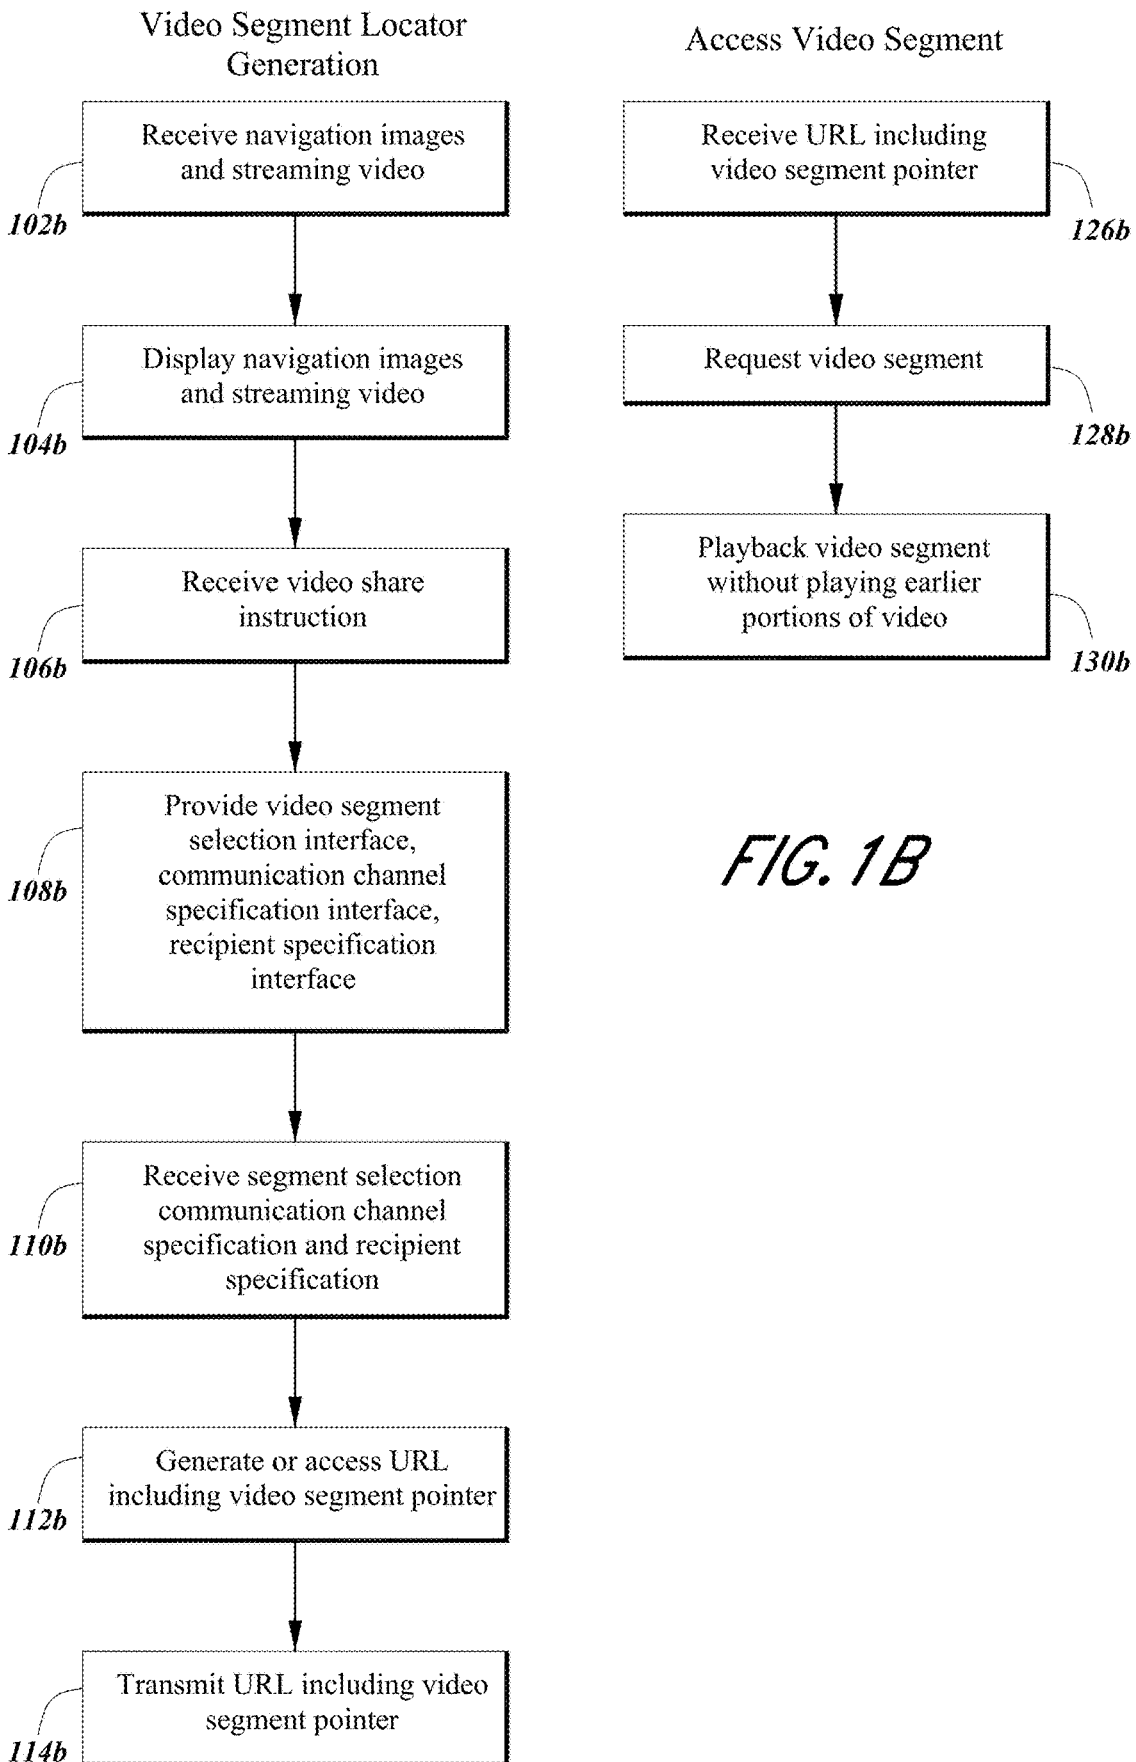 Video Segment Locator
Generation
Receive navigation images
and streaming video
102b
Display navigation images
and streaming video
104b
Receive video share
instruction
106b
Provide video segment
selection interface,
communication channel
specification interface,
recipient specification
interface
108b
Receive segment selection
communication channel
specification and recipient
specification
110b
Generate or access URL
including video segment pointer
112b
Transmit URL including video
segment pointer
114b
Access Video Segment
Receive URL including
video segment pointer
126b
Request video segment
128b
Playback video segment
without playing earlier
portions of video
130b
FIG. 1B